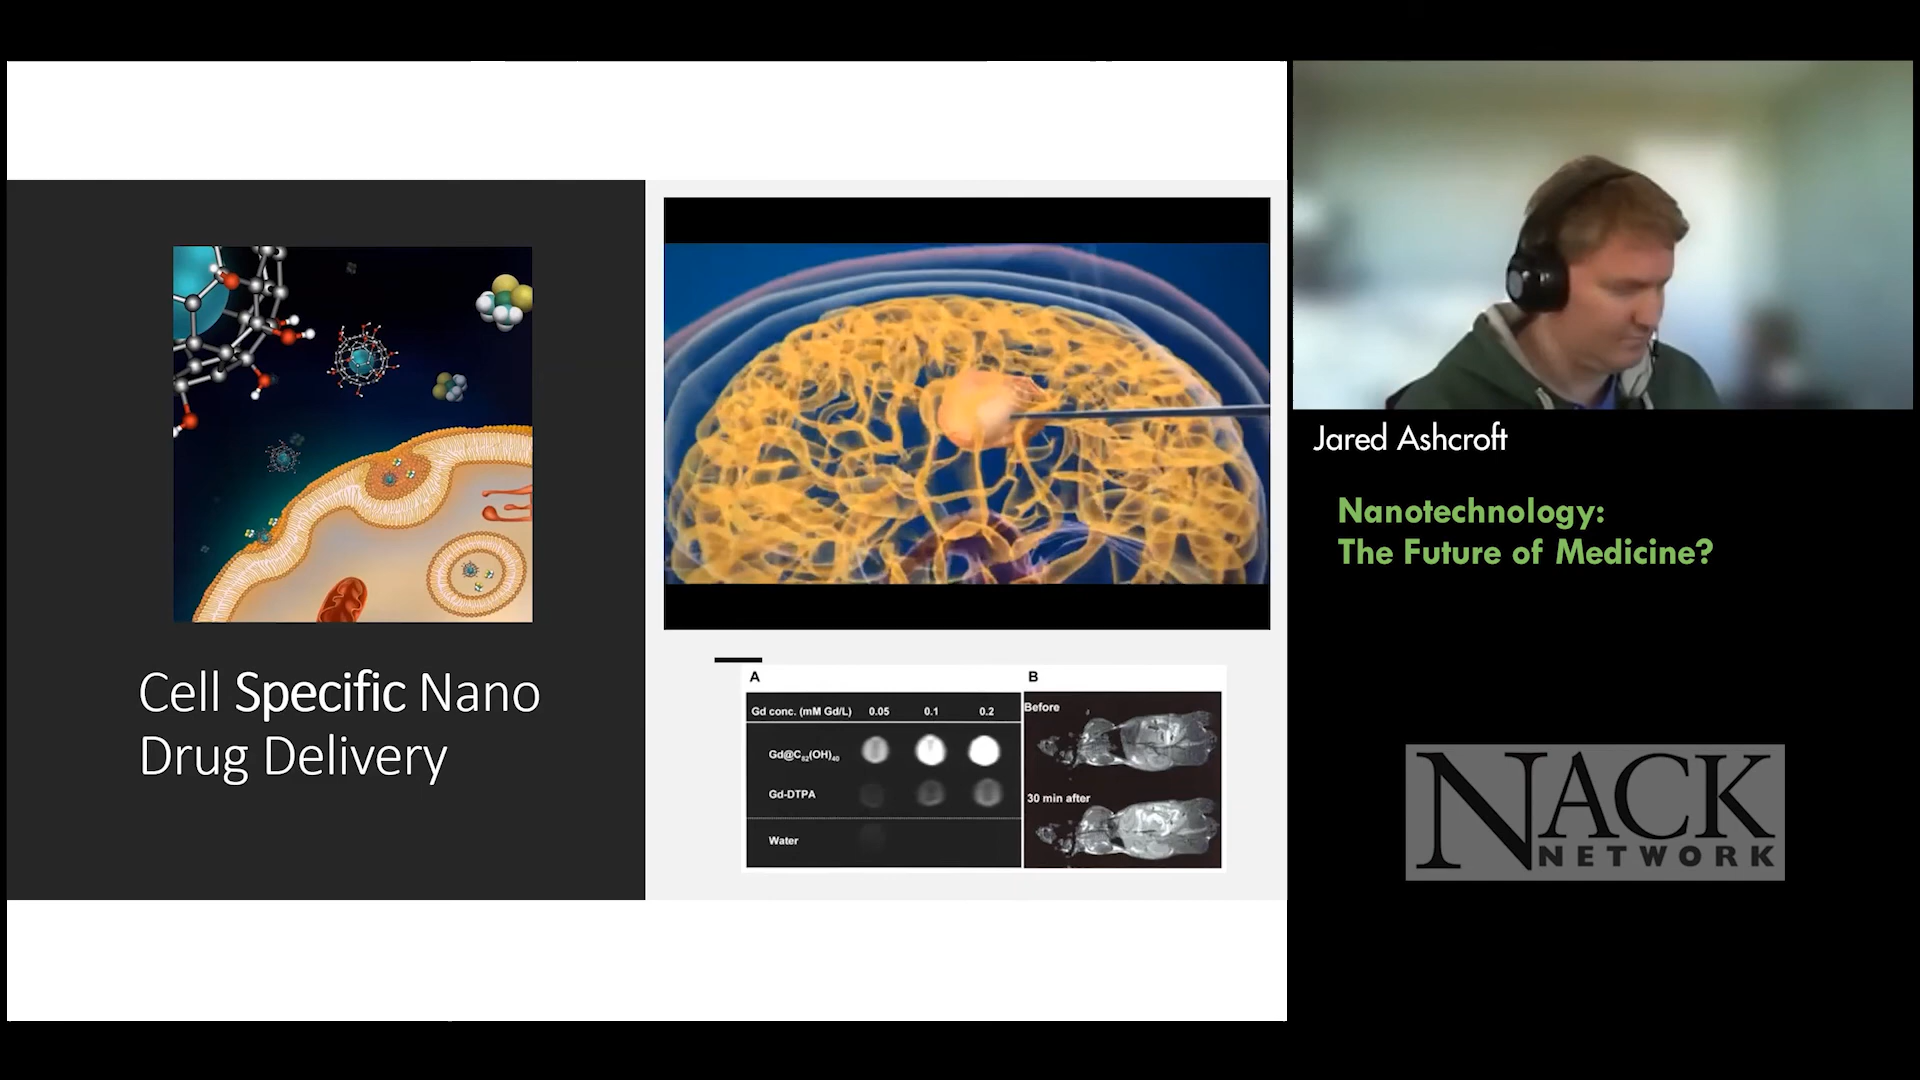 Cell Specific Nano
Drug Delivery
A
Gd conc. (mM Gd/L) 0.05 0.1 0.2
Gd@C₈₂(OH)₄₀
Gd-DTPA
Water
B
Before
30 min after
Jared Ashcroft
Nanotechnology:
The Future of Medicine?
NACK
NETWORK